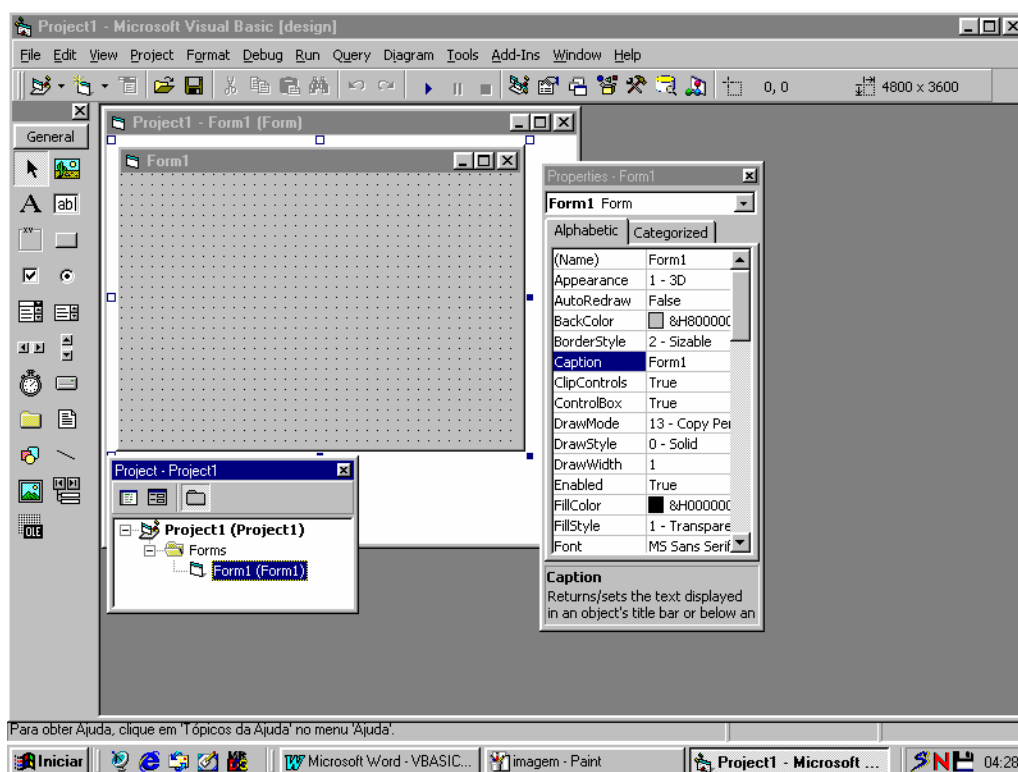 Project1 - Microsoft Visual Basic [design]
File Edit View Project Format Debug Run Query Diagram Tools Add-Ins Window Help
0, 0 4800 x 3600
General
Project1 - Form1 (Form)
Form1
A ab|
XY
OLE
Project - Project1
Project1 (Project1)
Forms
Form1 (Form1)
Properties - Form1
Form1 Form
Alphabetic Categorized
(Name) Form1
Appearance 1 - 3D
AutoRedraw False
BackColor &H800000
BorderStyle 2 - Sizable
Caption Form1
ClipControls True
ControlBox True
DrawMode 13 - Copy Pe
DrawStyle 0 - Solid
DrawWidth 1
Enabled True
FillColor &H000000
FillStyle 1 - Transpare
Font MS Sans Serif
Caption
Returns/sets the text displayed
in an object's title bar or below an
Para obter Ajuda, clique em 'Tópicos da Ajuda' no menu 'Ajuda'.
Iniciar Microsoft Word - VBASIC... imagem - Paint Project1 - Microsoft ... N 04:28